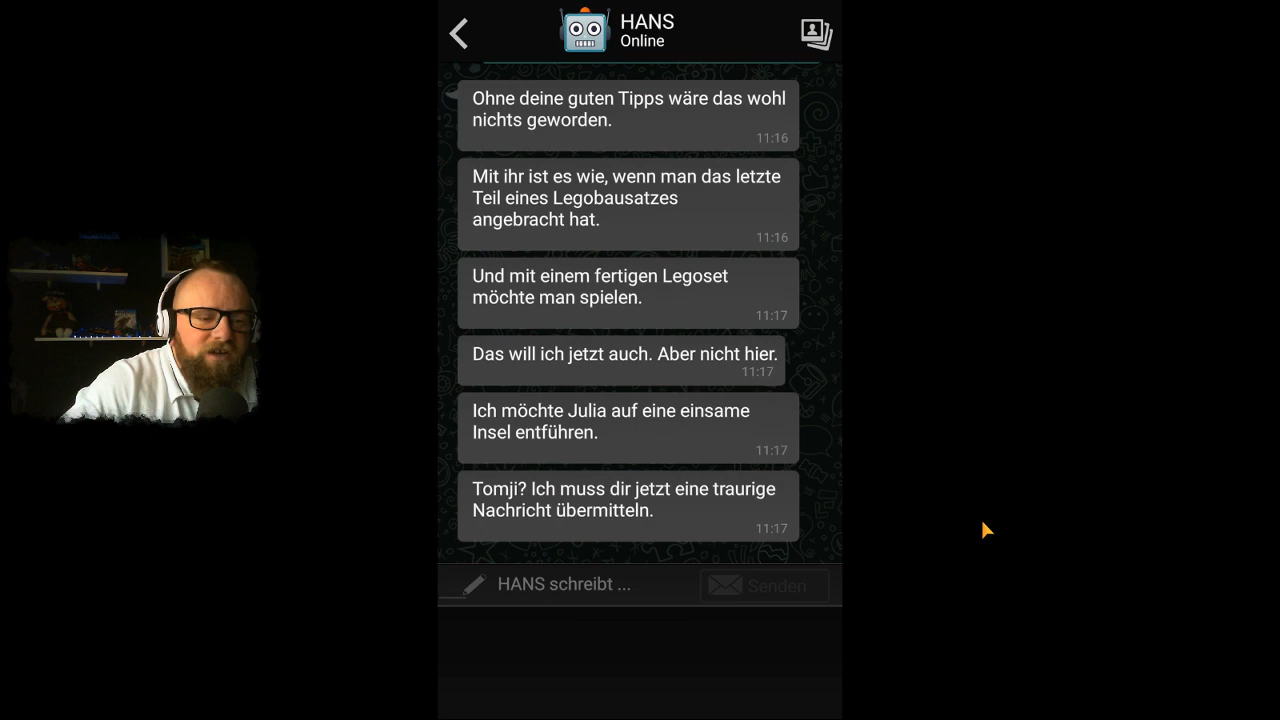 HANS
Online
Ohne deine guten Tipps wäre das wohl
nichts geworden.
11:16
Mit ihr ist es wie, wenn man das letzte
Teil eines Legobausatzes
angebracht hat.
11:16
Und mit einem fertigen Legoset
möchte man spielen.
11:17
Das will ich jetzt auch. Aber nicht hier.
11:17
Ich möchte Julia auf eine einsame
Insel entführen.
11:17
Tomji? Ich muss dir jetzt eine traurige
Nachricht übermitteln.
11:17
HANS schreibt ...
Senden